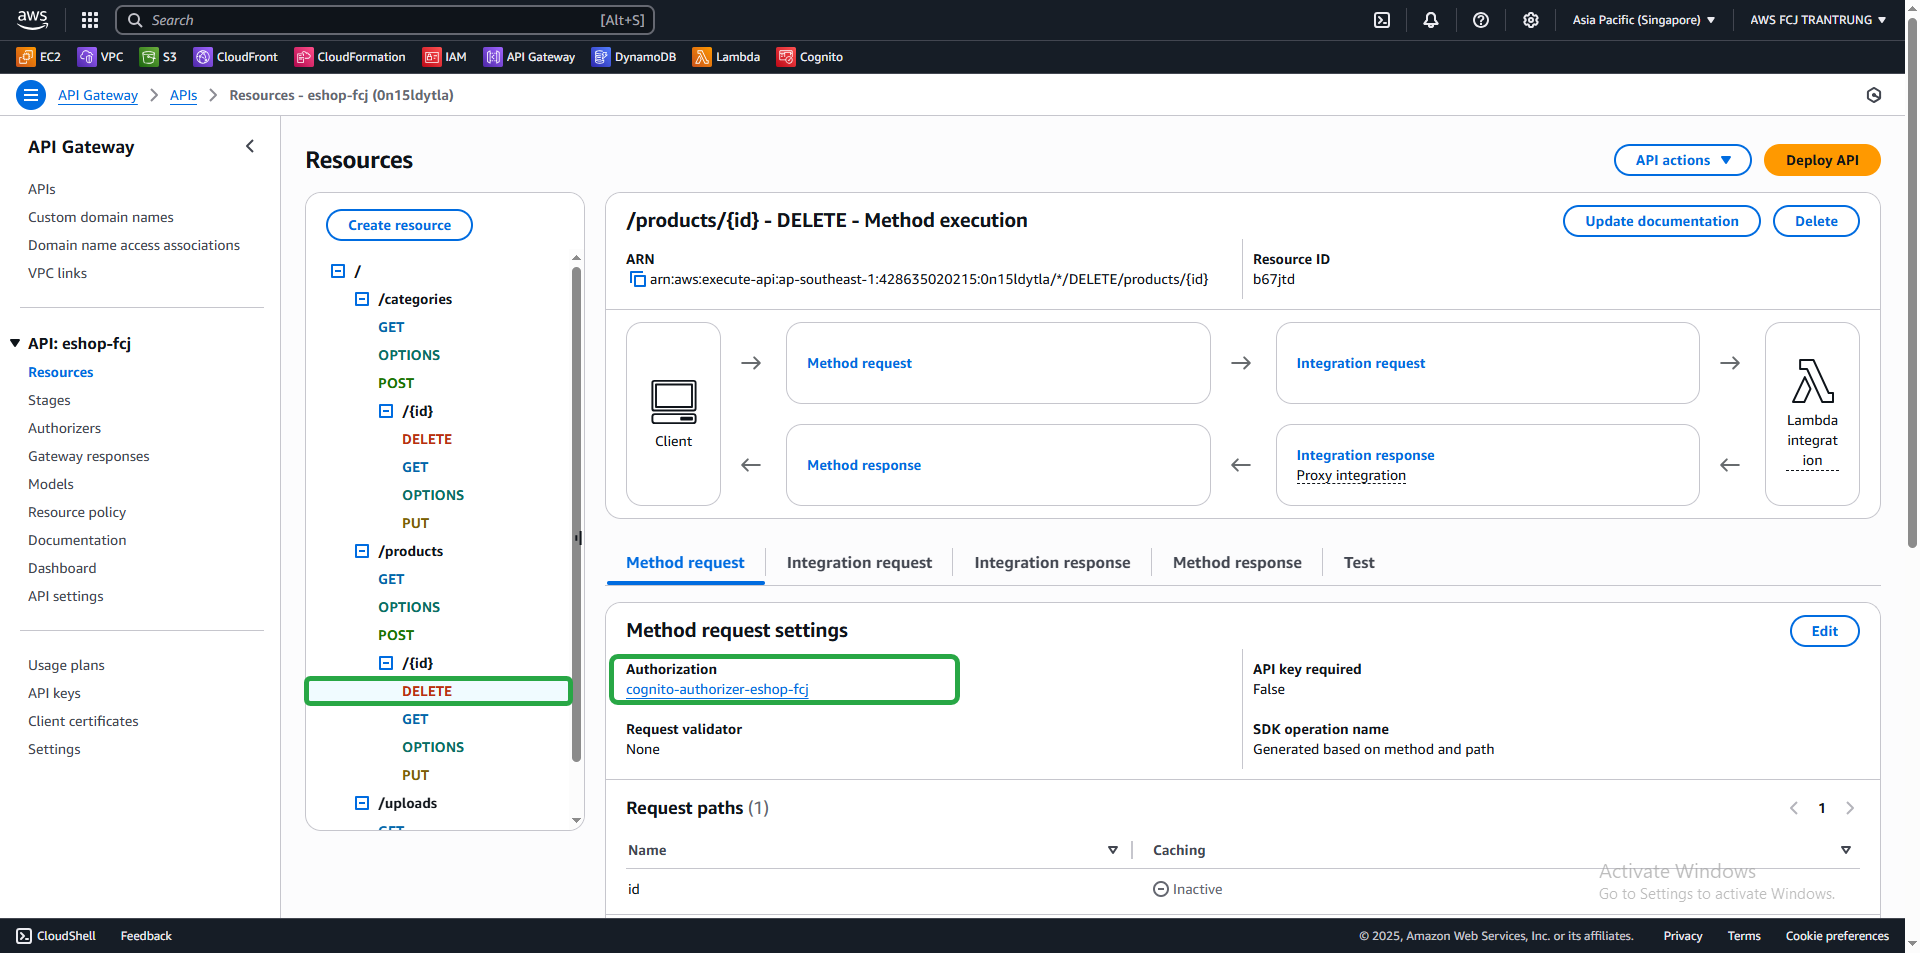 aws
Search
[Alt+S]
Asia Pacific (Singapore)
AWS FCJ TRANTRUNG
EC2
VPC
S3
CloudFront
CloudFormation
IAM
API Gateway
DynamoDB
Lambda
Cognito
API Gateway
APIs
Resources - eshop-fcj (0n15ldytla)
API Gateway
APIs
Custom domain names
Domain name access associations
VPC links
API: eshop-fcj
Resources
Stages
Authorizers
Gateway responses
Models
Resource policy
Documentation
Dashboard
API settings
Usage plans
API keys
Client certificates
Settings
Resources
API actions
Deploy API
Create resource
/
/categories
GET
OPTIONS
POST
/{id}
DELETE
GET
OPTIONS
PUT
/products
GET
OPTIONS
POST
/{id}
DELETE
GET
OPTIONS
PUT
/uploads
GET
/products/{id} - DELETE - Method execution
Update documentation
Delete
ARN
arn:aws:execute-api:ap-southeast-1:428635020215:0n15ldytla/*/DELETE/products/{id}
Resource ID
b67jtd
Client
Method request
Integration request
Method response
Integration response
Proxy integration
Lambda
integrat
ion
Method request
Integration request
Integration response
Method response
Test
Method request settings
Edit
Authorization
cognito-authorizer-eshop-fcj
API key required
False
Request validator
None
SDK operation name
Generated based on method and path
Request paths (1)
1
Name
Caching
id
Inactive
Activate Windows
Go to Settings to activate Windows.
CloudShell
Feedback
© 2025, Amazon Web Services, Inc. or its affiliates.
Privacy
Terms
Cookie preferences